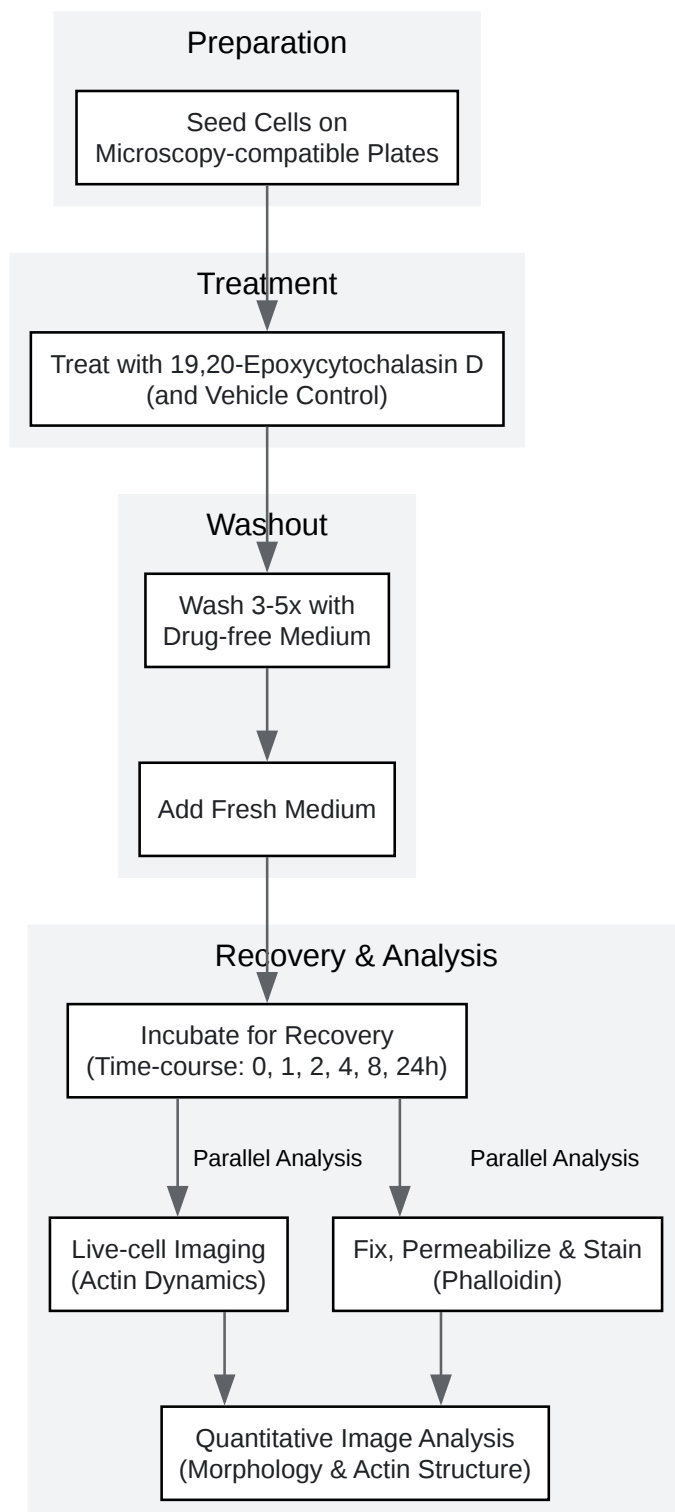 Preparation
Seed Cells on
Microscopy-compatible Plates
Treatment
Treat with 19,20-Epoxycytochalasin D
(and Vehicle Control)
Washout
Wash 3-5x with
Drug-free Medium
Add Fresh Medium
Recovery & Analysis
Incubate for Recovery
(Time-course: 0, 1, 2, 4, 8, 24h)
Parallel Analysis
Parallel Analysis
Live-cell Imaging
(Actin Dynamics)
Fix, Permeabilize & Stain
(Phalloidin)
Quantitative Image Analysis
(Morphology & Actin Structure)